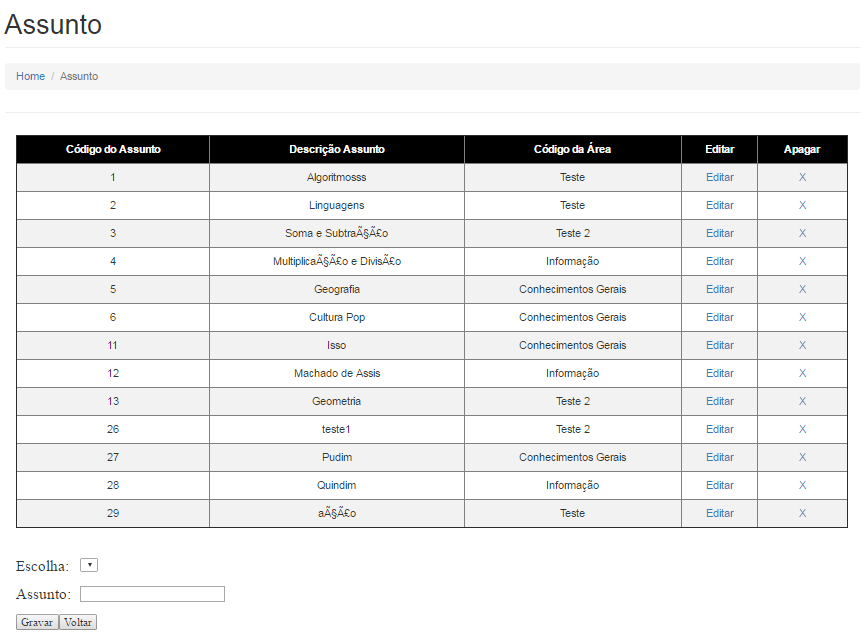 Assunto
Home / Assunto
Código do Assunto Descrição Assunto Código da Área Editar Apagar
1 Algoritmosss Teste Editar X
2 Linguagens Teste Editar X
3 Soma e SubtraÃ§Ã£o Teste 2 Editar X
4 MultiplicaÃ§Ã£o e DivisÃ£o Informação Editar X
5 Geografia Conhecimentos Gerais Editar X
6 Cultura Pop Conhecimentos Gerais Editar X
11 Isso Conhecimentos Gerais Editar X
12 Machado de Assis Informação Editar X
13 Geometria Teste 2 Editar X
26 teste1 Teste 2 Editar X
27 Pudim Conhecimentos Gerais Editar X
28 Quindim Informação Editar X
29 aÃ§Ã£o Teste Editar X
Escolha:
Assunto:
Gravar Voltar